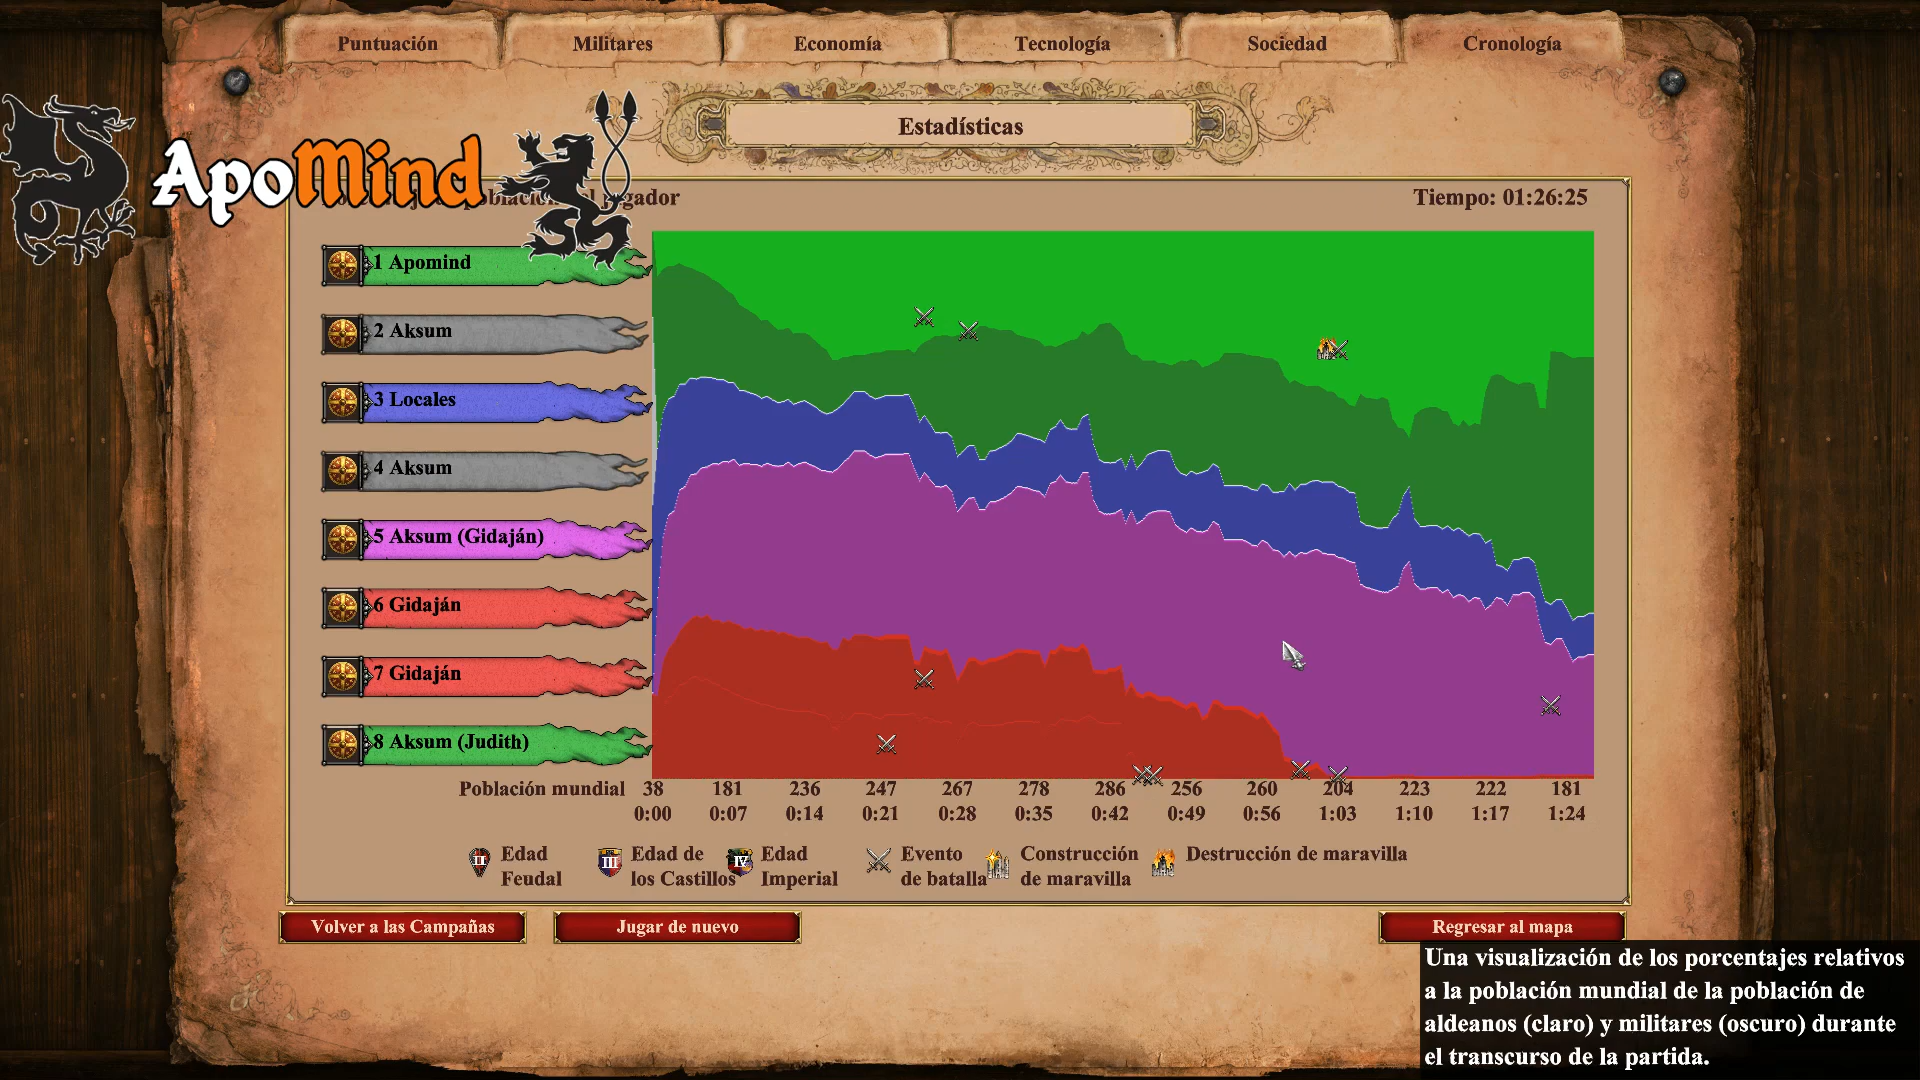 Puntuación
Militares
Economía
Tecnología
Sociedad
Cronología
Estadísticas
ApoMind
jugador
Tiempo: 01:26:25
1 Apomind
2 Aksum
3 Locales
4 Aksum
5 Aksum (Gidaján)
6 Gidaján
7 Gidaján
8 Aksum (Judith)
Población mundial 38 181 236 247 267 278 286 256 260 204 223 222 181
0:00 0:07 0:14 0:21 0:28 0:35 0:42 0:49 0:56 1:03 1:10 1:17 1:24
II Edad
Feudal
III Edad de
los Castillos
IV Edad
Imperial
Evento
de batalla
Construcción
de maravilla
Destrucción de maravilla
Volver a las Campañas
Jugar de nuevo
Regresar al mapa
Una visualización de los porcentajes relativos
a la población mundial de la población de
aldeanos (claro) y militares (oscuro) durante
el transcurso de la partida.